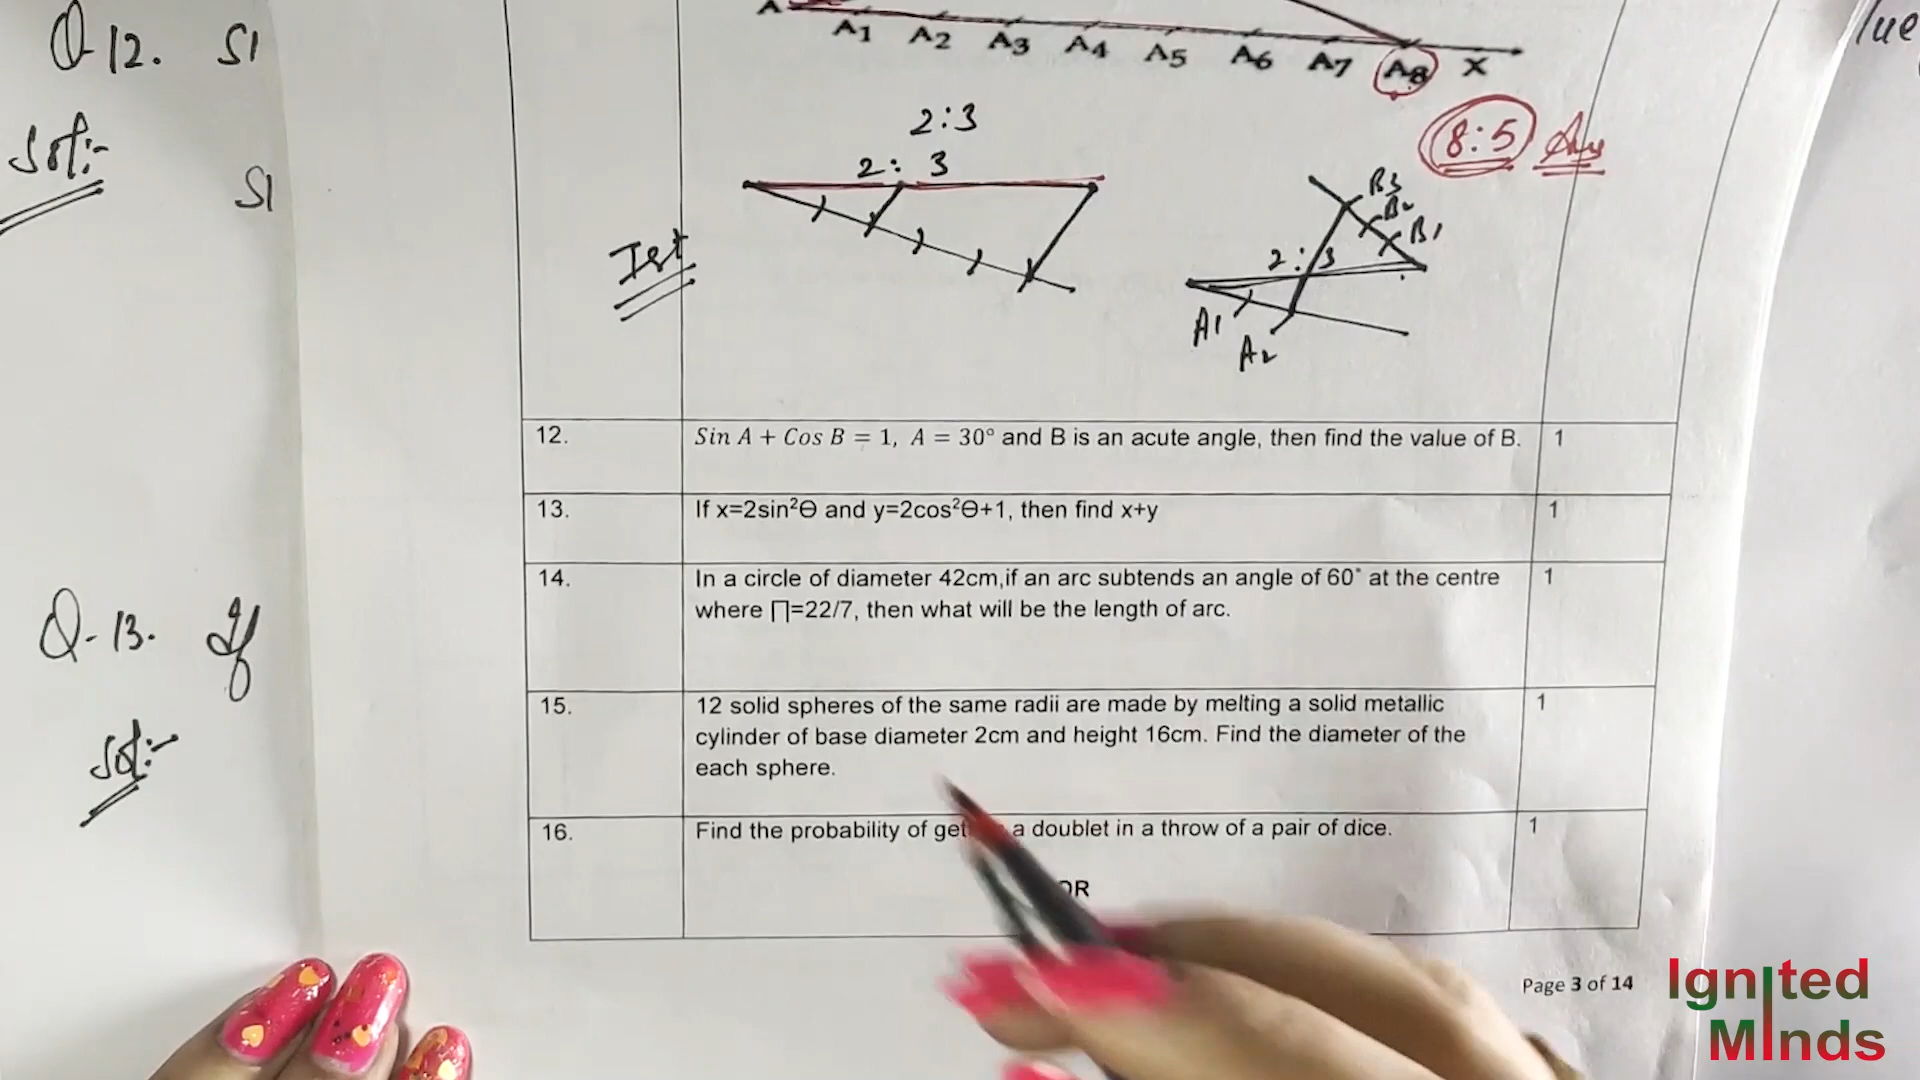 Q-12. SI
Sol:-
SI
Q-13. If
Sol:-
A A1 A2 A3 A4 A5 A6 A7 A8 X
8:5 Ans
2:3
2: 3
Ist
B3
B2
B1
2: 3
A1
A2
12. Sin A + Cos B = 1, A = 30° and B is an acute angle, then find the value of B. 1
13. If x=2sin²Θ and y=2cos²Θ+1, then find x+y 1
14. In a circle of diameter 42cm,if an arc subtends an angle of 60˚ at the centre 1
where ∏=22/7, then what will be the length of arc.
15. 12 solid spheres of the same radii are made by melting a solid metallic 1
cylinder of base diameter 2cm and height 16cm. Find the diameter of the
each sphere.
16. Find the probability of a doublet in a throw of a pair of dice. 1
OR
Page 3 of 14
Ignited
Minds